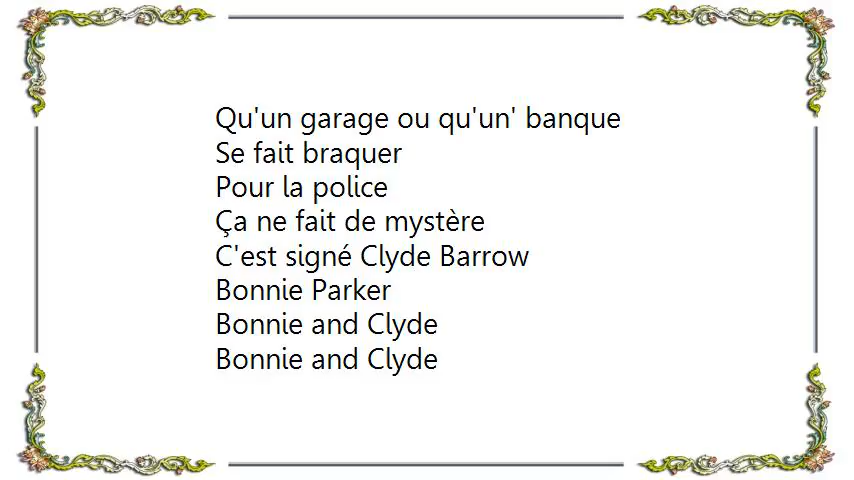 Qu'un garage ou qu'un' banque
Se fait braquer
Pour la police
Ça ne fait de mystère
C'est signé Clyde Barrow
Bonnie Parker
Bonnie and Clyde
Bonnie and Clyde